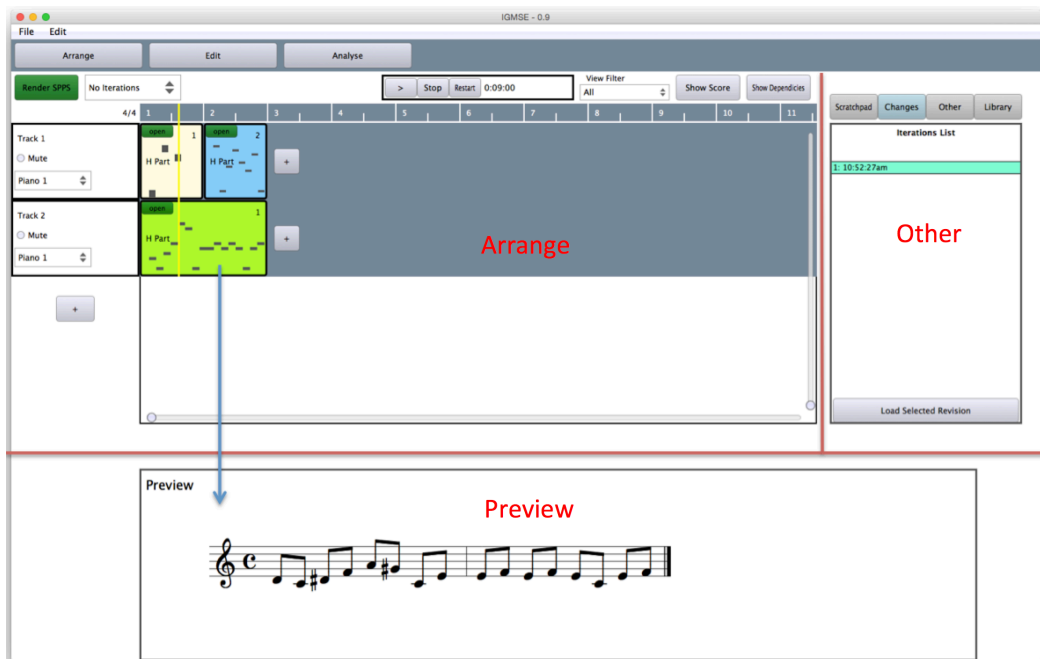 IGMSE - 0.9
File Edit
Arrange Edit Analyse
Render SPPS No Iterations > Stop Restart 0:09:00 View Filter All Show Score Show Dependicies
4/4 1 2 3 4 5 6 7 8 9 10 11
Track 1
Mute
Piano 1
open 1
H Part
open 2
H Part
+
Track 2
Mute
Piano 1
open 1
H Part
+
+
Arrange
Scratchpad Changes Other Library
Iterations List
1: 10:52:27am
Other
Load Selected Revision
Preview
Preview